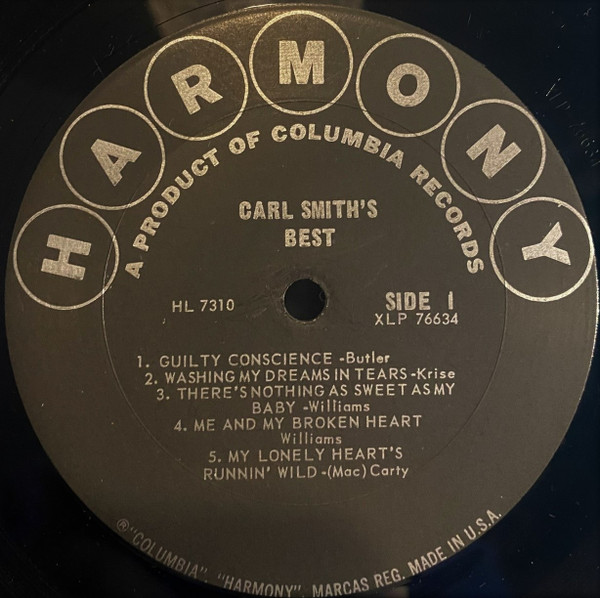 HARMONY
A PRODUCT OF COLUMBIA RECORDS
CARL SMITH'S
BEST
HL 7310
SIDE 1
XLP 76634
1. GUILTY CONSCIENCE -Butler
2. WASHING MY DREAMS IN TEARS -Krise
3. THERE'S NOTHING AS SWEET AS MY
BABY -Williams
4. ME AND MY BROKEN HEART
Williams
5. MY LONELY HEART'S
RUNNIN' WILD -(Mac) Carty
® "COLUMBIA", "HARMONY", MARCAS REG. MADE IN U.S.A.